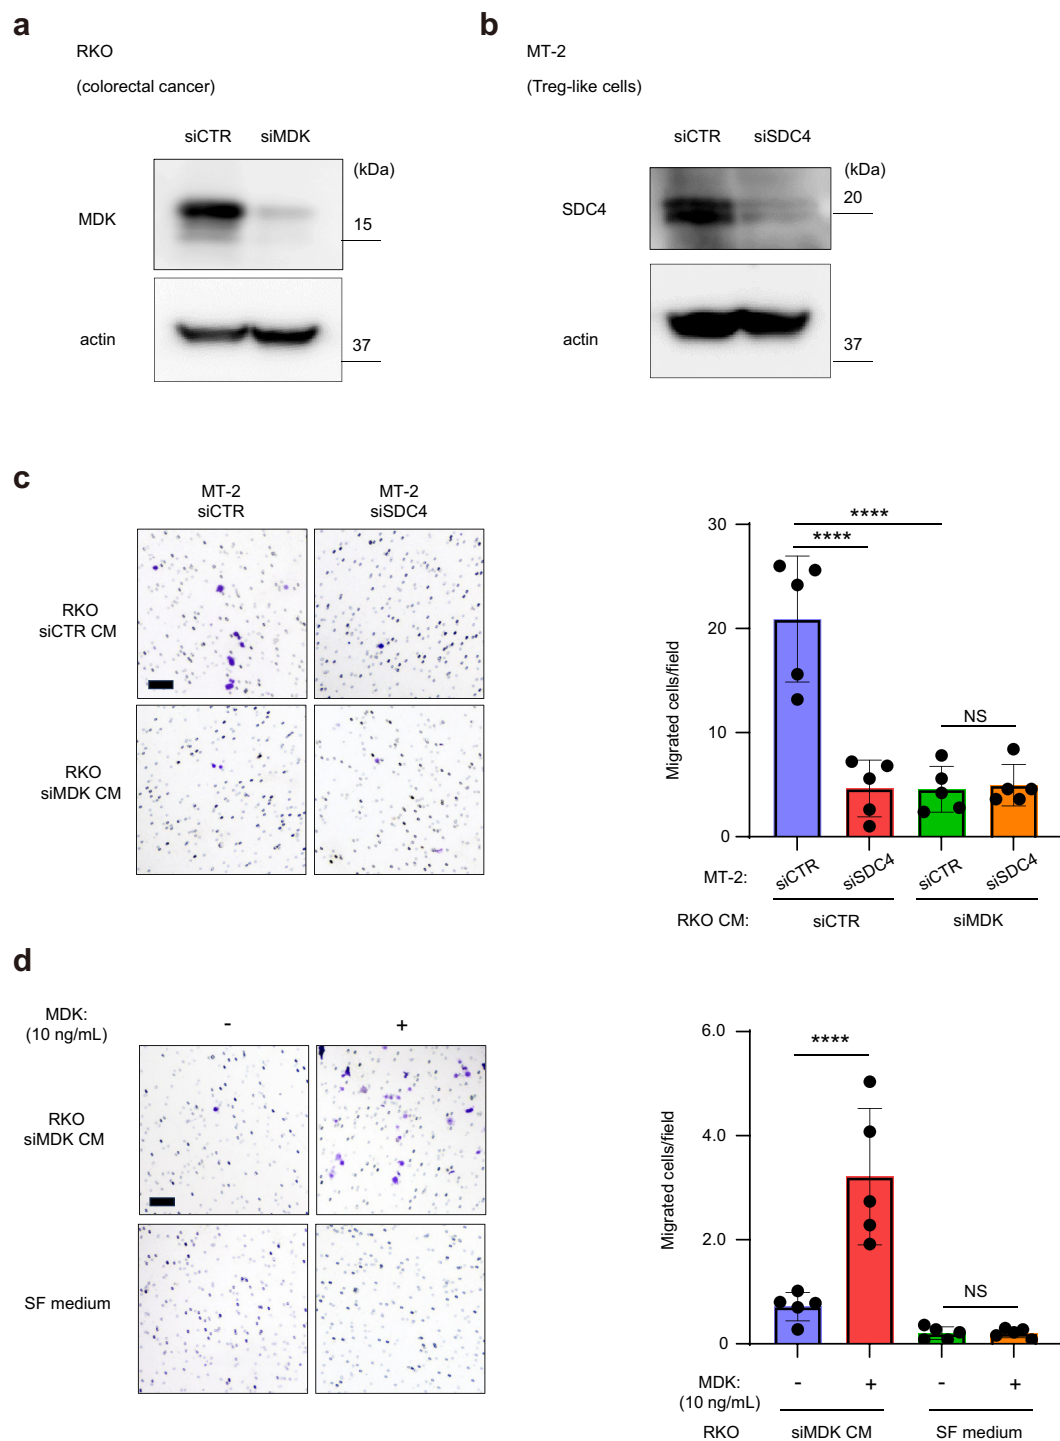 a
RKO
(colorectal cancer)
siCTR siMDK
(kDa)
MDK
15
actin
37
b
MT-2
(Treg-like cells)
siCTR siSDC4
(kDa)
SDC4
20
actin
37
c
MT-2
siCTR
MT-2
siSDC4
RKO
siCTR CM
RKO
siMDK CM
Migrated cells/field
30
20
10
0
****
****
NS
MT-2: siCTR siSDC4 siCTR siSDC4
RKO CM: siCTR siMDK
d
MDK:
(10 ng/mL)
- +
RKO
siMDK CM
SF medium
Migrated cells/field
6.0
4.0
2.0
0
****
NS
MDK:
(10 ng/mL)
- + - +
RKO siMDK CM SF medium